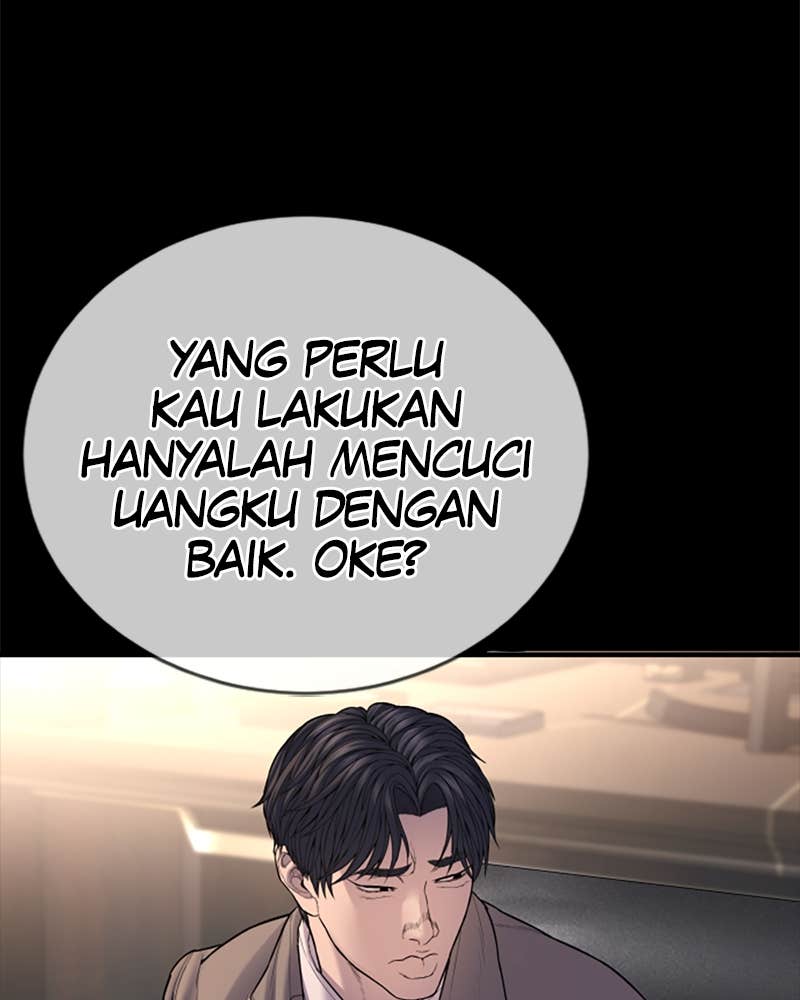 YANG PERLU
KAU LAKUKAN
HANYALAH MENCUCI
UANGKU DENGAN
BAIK. OKE?